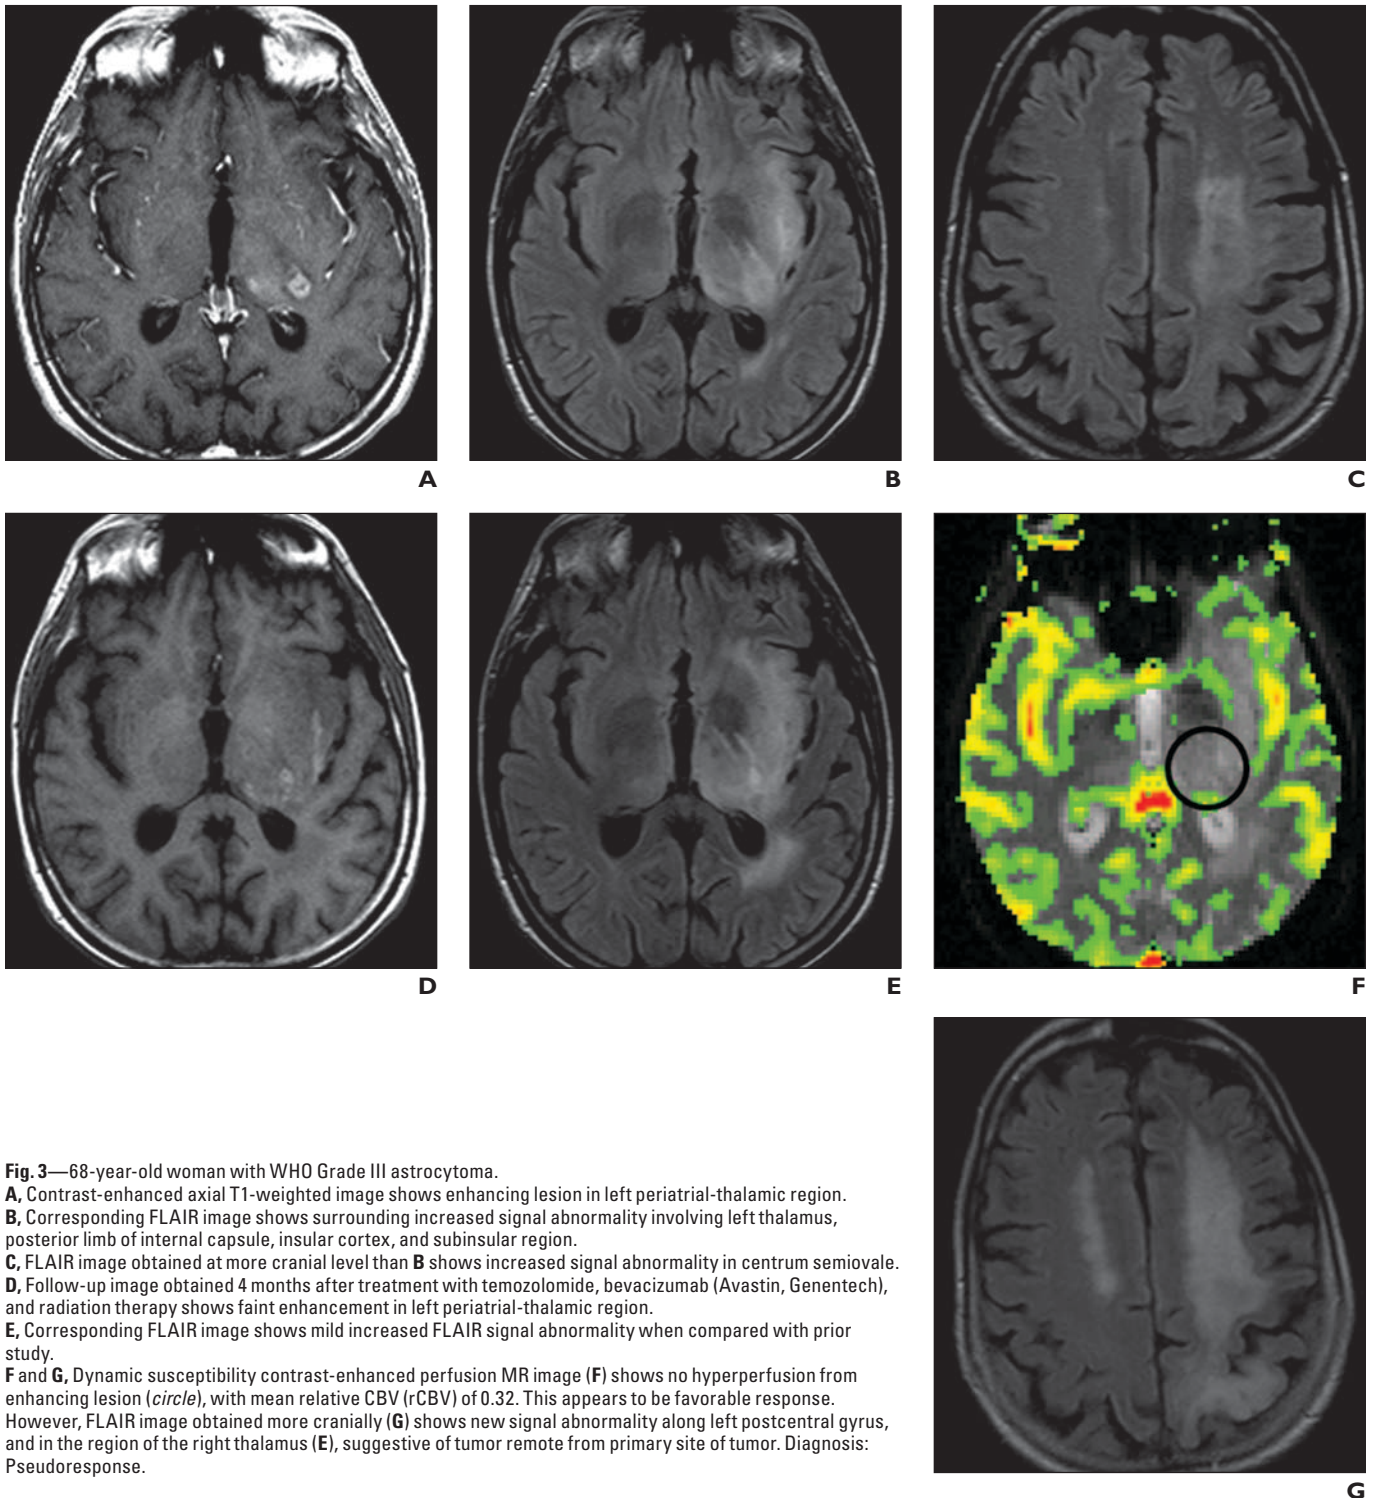 A
B
C
D
E
F
G
Fig. 3—68-year-old woman with WHO Grade III astrocytoma.
A, Contrast-enhanced axial T1-weighted image shows enhancing lesion in left periatrial-thalamic region.
B, Corresponding FLAIR image shows surrounding increased signal abnormality involving left thalamus,
posterior limb of internal capsule, insular cortex, and subinsular region.
C, FLAIR image obtained at more cranial level than B shows increased signal abnormality in centrum semiovale.
D, Follow-up image obtained 4 months after treatment with temozolomide, bevacizumab (Avastin, Genentech),
and radiation therapy shows faint enhancement in left periatrial-thalamic region.
E, Corresponding FLAIR image shows mild increased FLAIR signal abnormality when compared with prior
study.
F and G, Dynamic susceptibility contrast-enhanced perfusion MR image (F) shows no hyperperfusion from
enhancing lesion (circle), with mean relative CBV (rCBV) of 0.32. This appears to be favorable response.
However, FLAIR image obtained more cranially (G) shows new signal abnormality along left postcentral gyrus,
and in the region of the right thalamus (E), suggestive of tumor remote from primary site of tumor. Diagnosis:
Pseudoresponse.